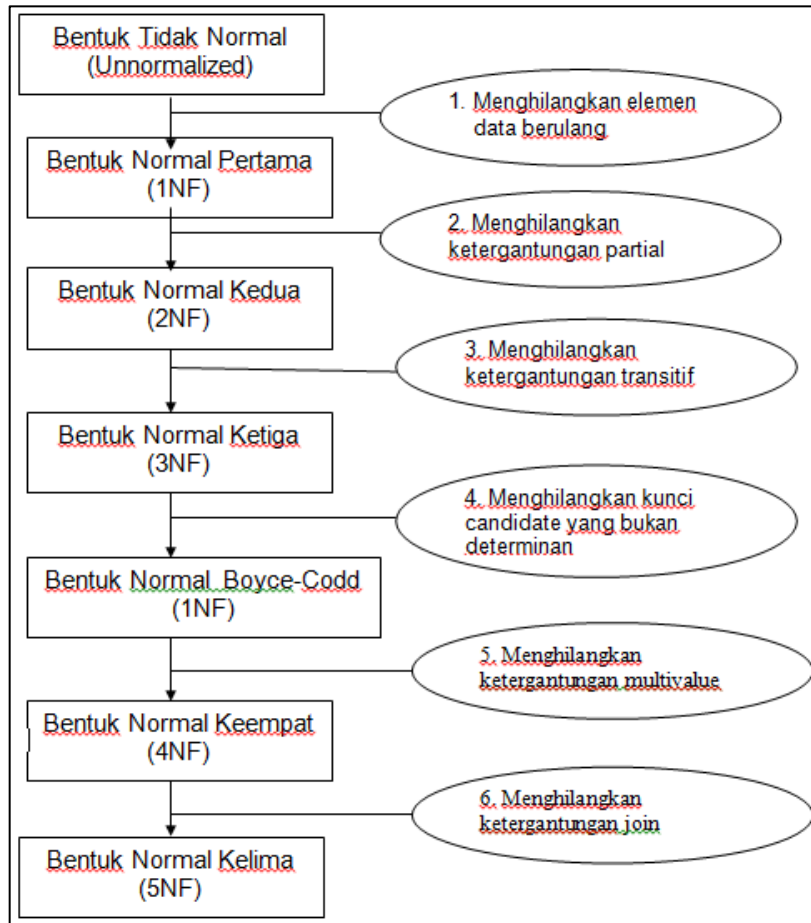 Bentuk Tidak Normal
(Unnormalized)
1. Menghilangkan elemen
data berulang
Bentuk Normal Pertama
(1NF)
2. Menghilangkan
ketergantungan partial
Bentuk Normal Kedua
(2NF)
3. Menghilangkan
ketergantungan transitif
Bentuk Normal Ketiga
(3NF)
4. Menghilangkan kunci
candidate yang bukan
determinan
Bentuk Normal Boyce-Codd
(1NF)
5. Menghilangkan
ketergantungan multivalue
Bentuk Normal Keempat
(4NF)
6. Menghilangkan
ketergantungan join
Bentuk Normal Kelima
(5NF)